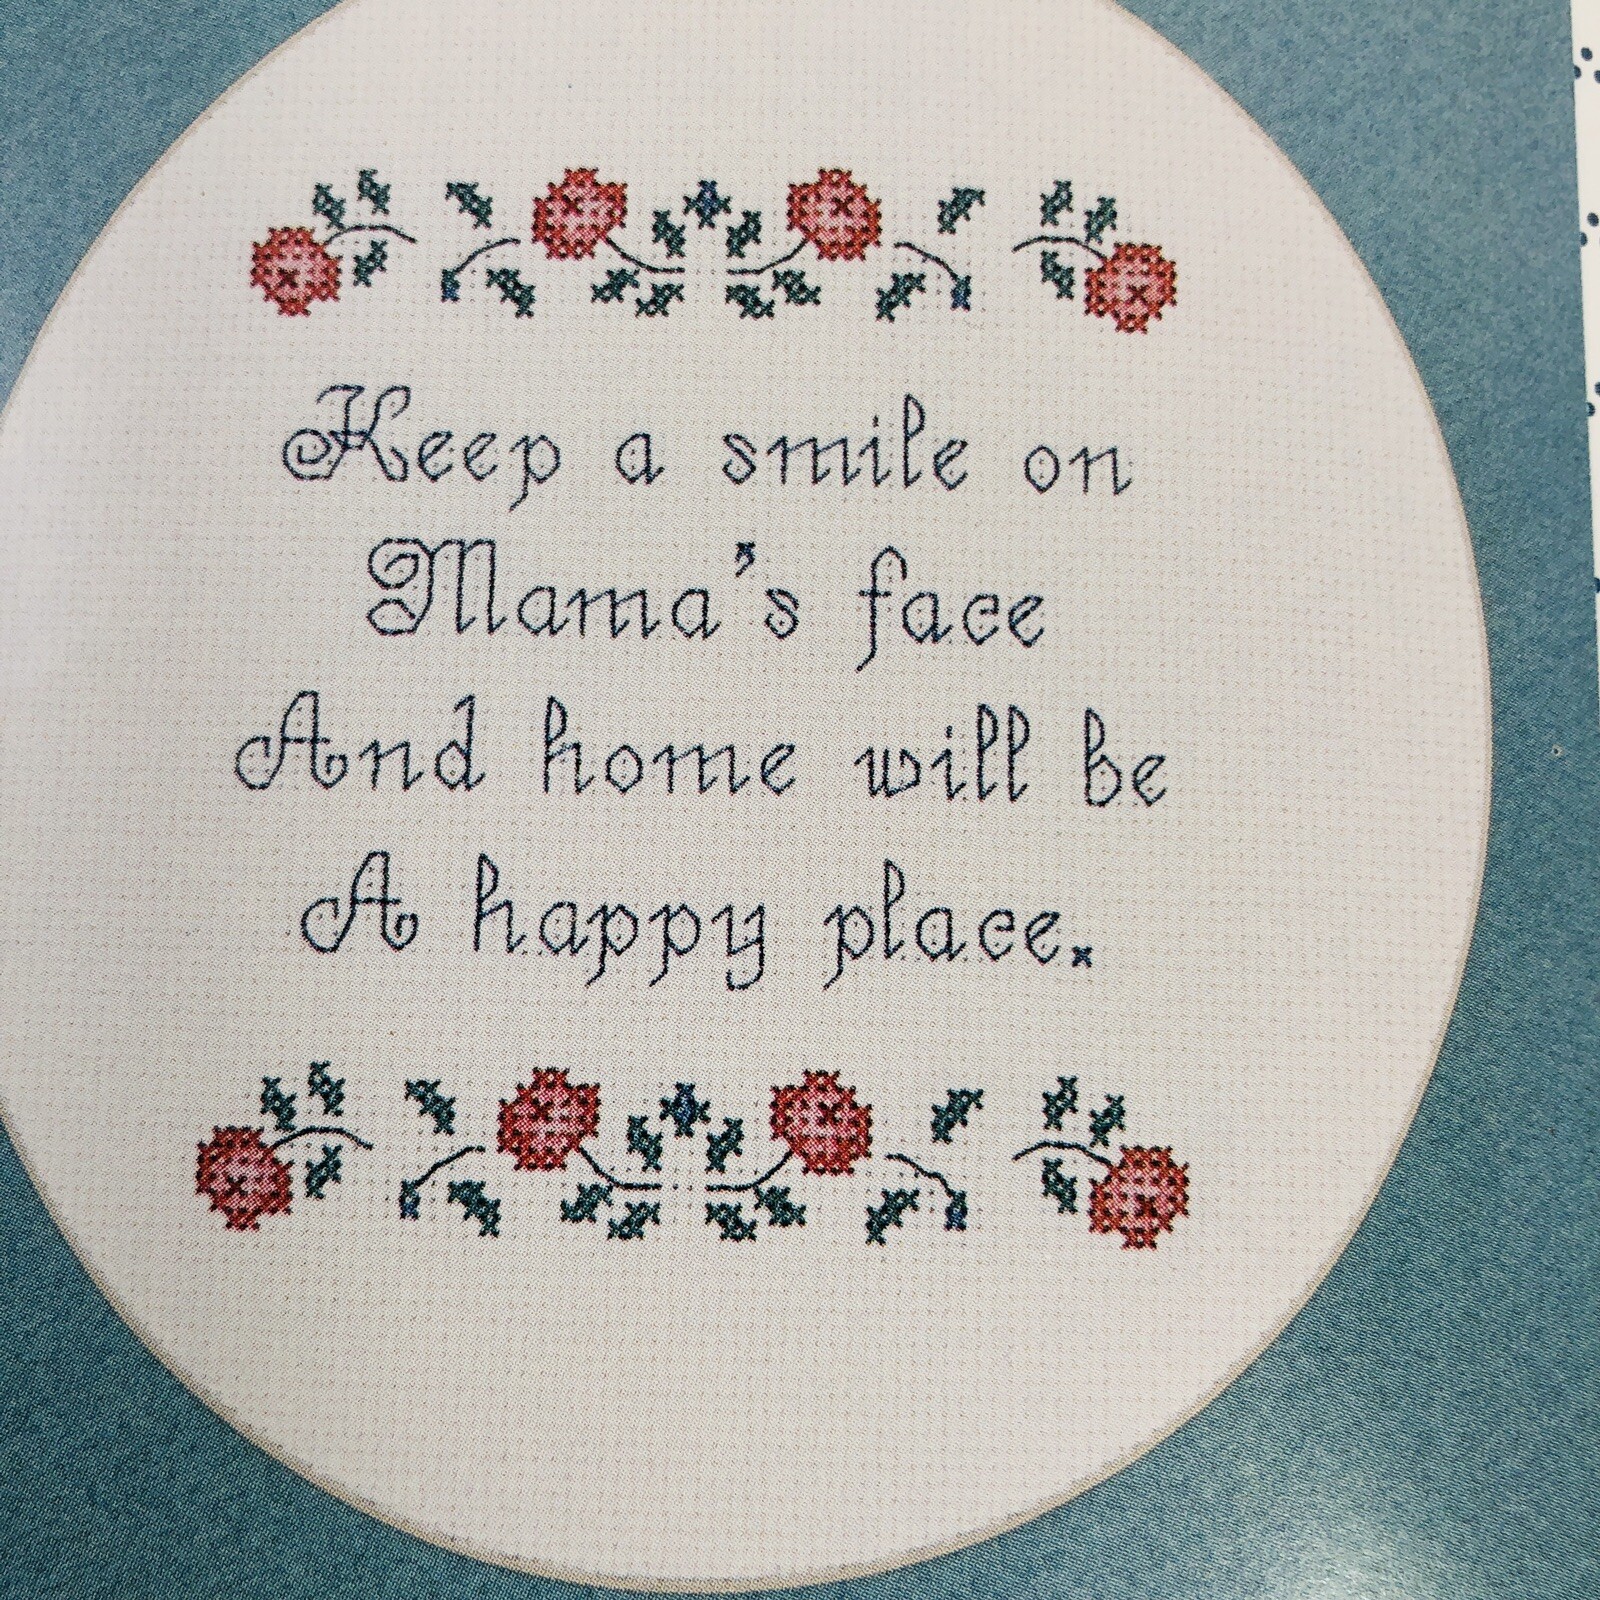 Keep a smile on
Mama's face
And home will be
A happy place.